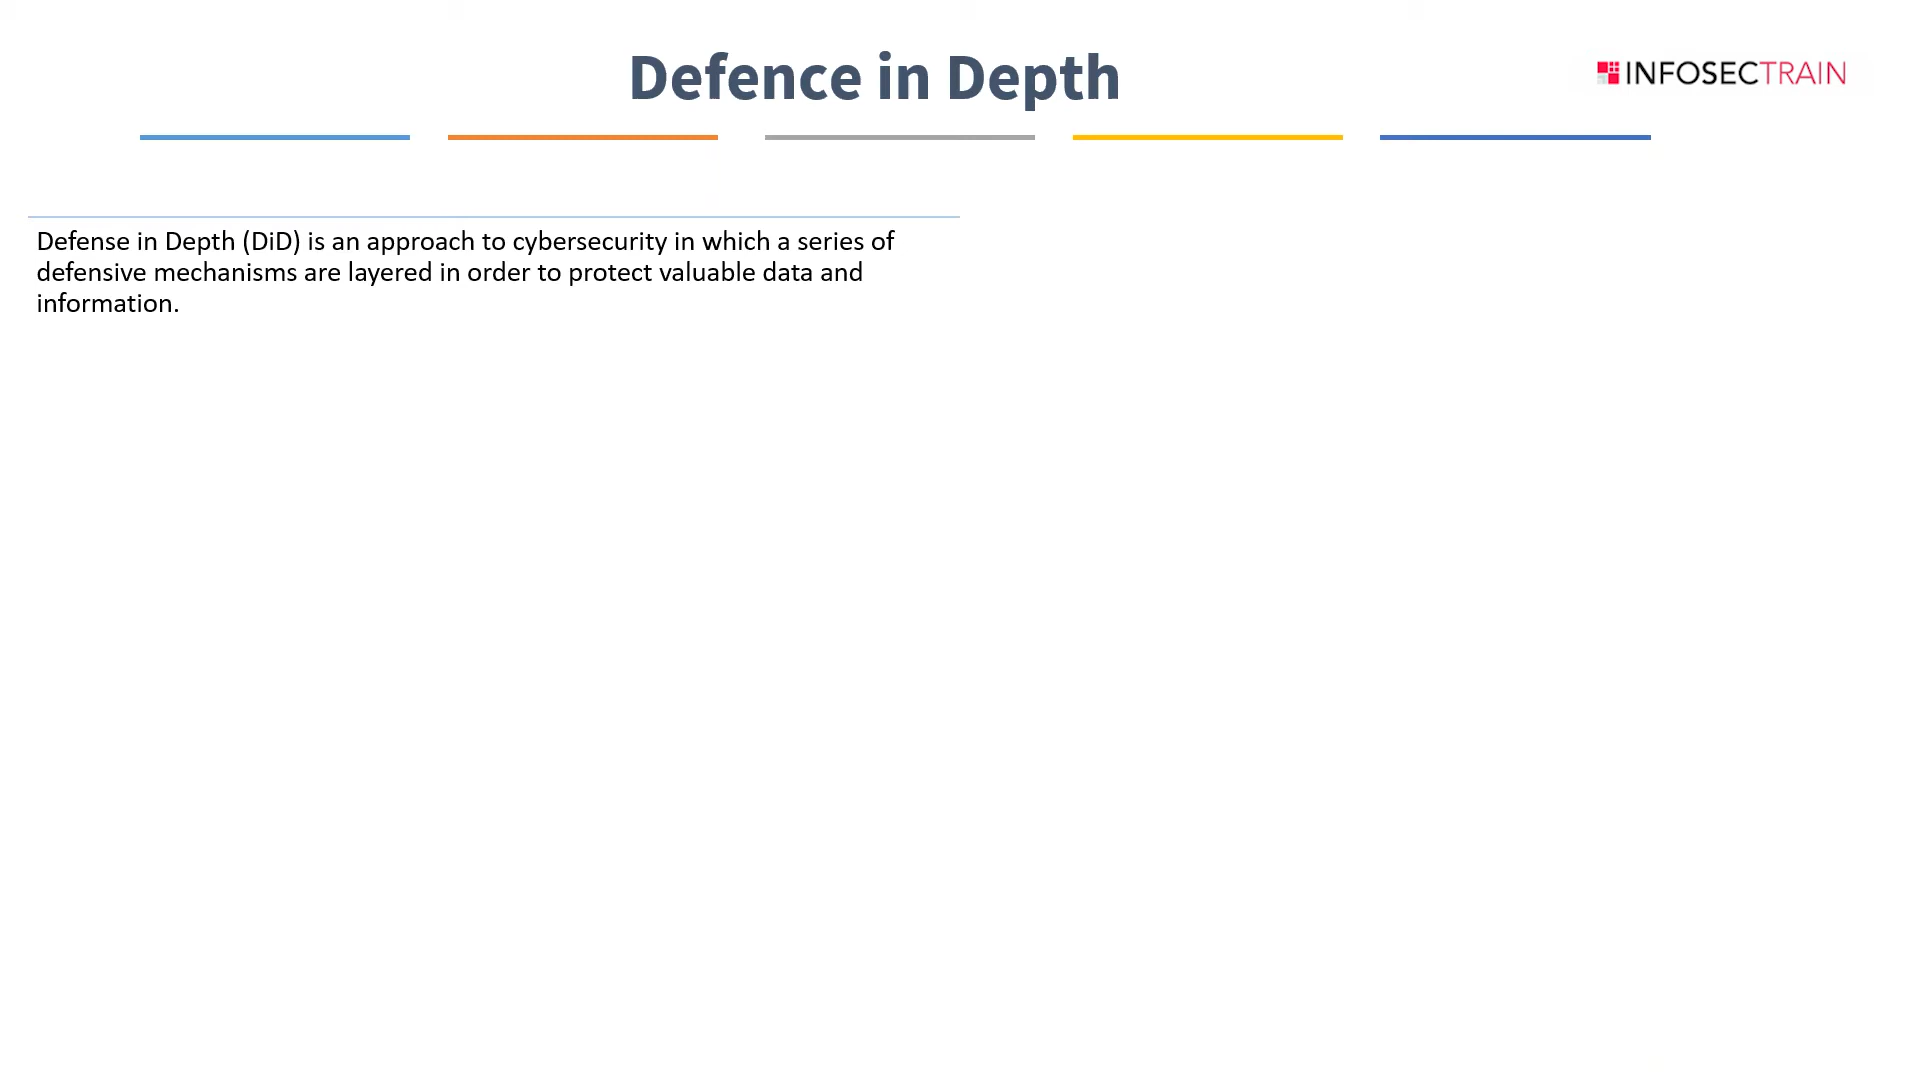 Defence in Depth
INFOSECTRAIN
Defense in Depth (DiD) is an approach to cybersecurity in which a series of
defensive mechanisms are layered in order to protect valuable data and
information.